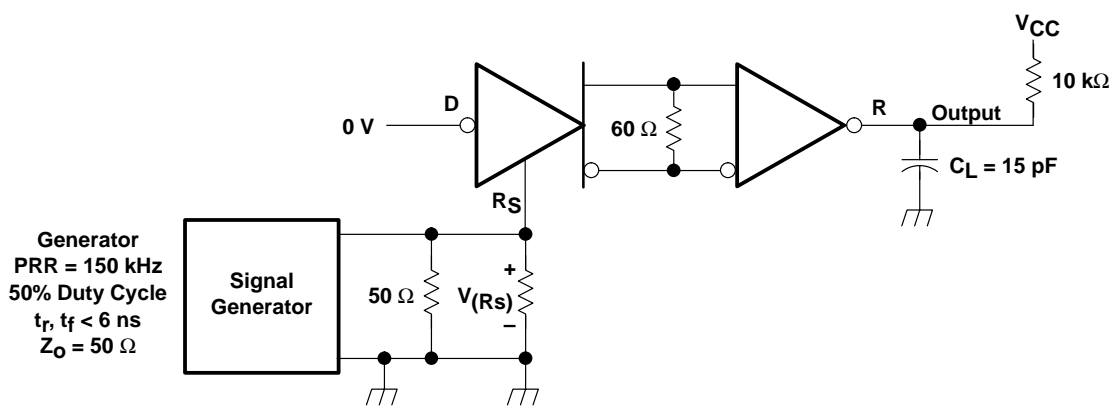 VCC
10 kΩ
D
0 V
60 Ω
R
Output
CL = 15 pF
RS
Generator
PRR = 150 kHz
50% Duty Cycle
tr, tf < 6 ns
Zo = 50 Ω
Signal
Generator
50 Ω
+
V(Rs)
–